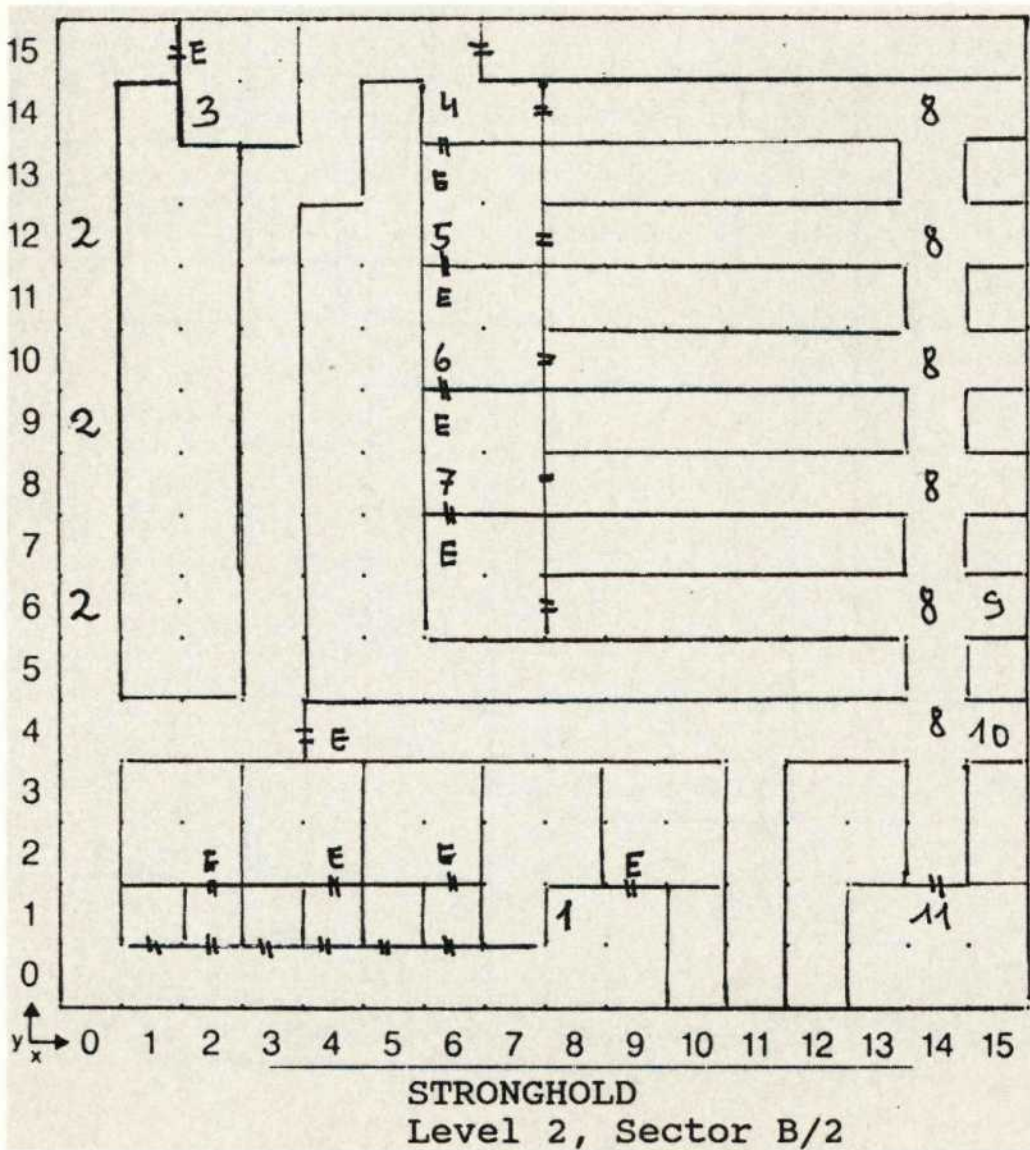 15 E
14 3 4 8
13 E
12 2 5 8
11 E
10 6 8
9 2 E
8 7 8
7 E
6 2 8 9
5
4 E 8 10
3
2 E E E E
1 1 11
0
y x 0 1 2 3 4 5 6 7 8 9 10 11 12 13 14 15
STRONGHOLD
Level 2, Sector B/2